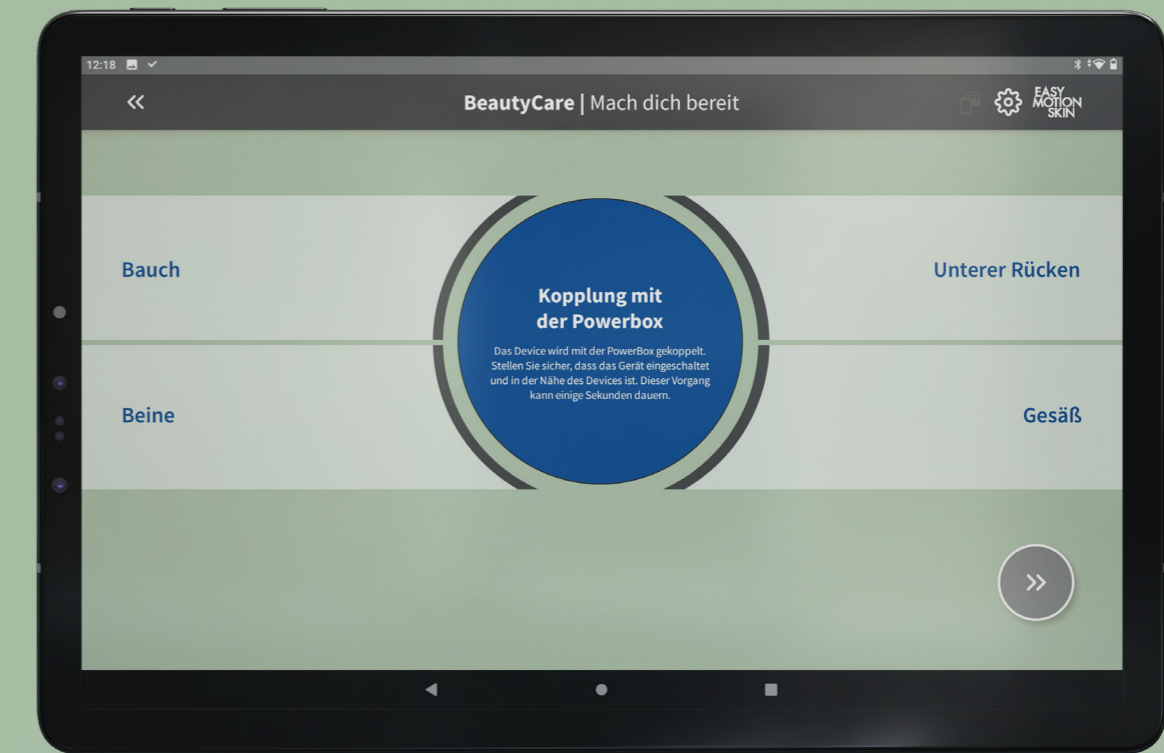 12:18
BeautyCare | Mach dich bereit
EASY
MOTION
SKIN
Bauch
Unterer Rücken
Kopplung mit
der Powerbox
Das Device wird mit der PowerBox gekoppelt.
Stellen Sie sicher, dass das Gerät eingeschaltet
und in der Nähe des Devices ist. Dieser Vorgang
kann einige Sekunden dauern.
Beine
Gesäß